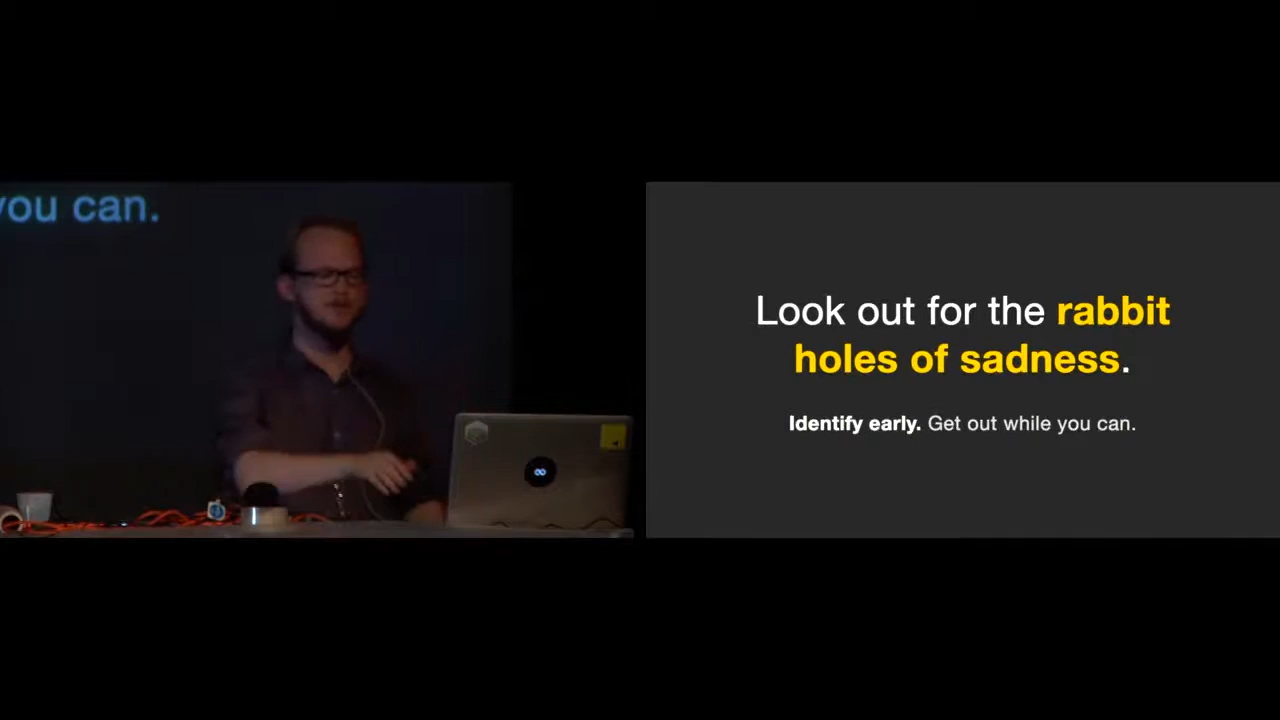 you can.
Look out for the rabbit
holes of sadness.
Identify early. Get out while you can.